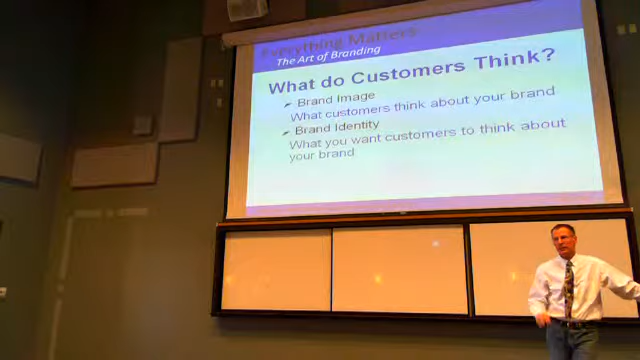 Everything Matters
The Art of Branding
What do Customers Think?
Brand Image
What customers think about your brand
Brand Identity
What you want customers to think about
your brand